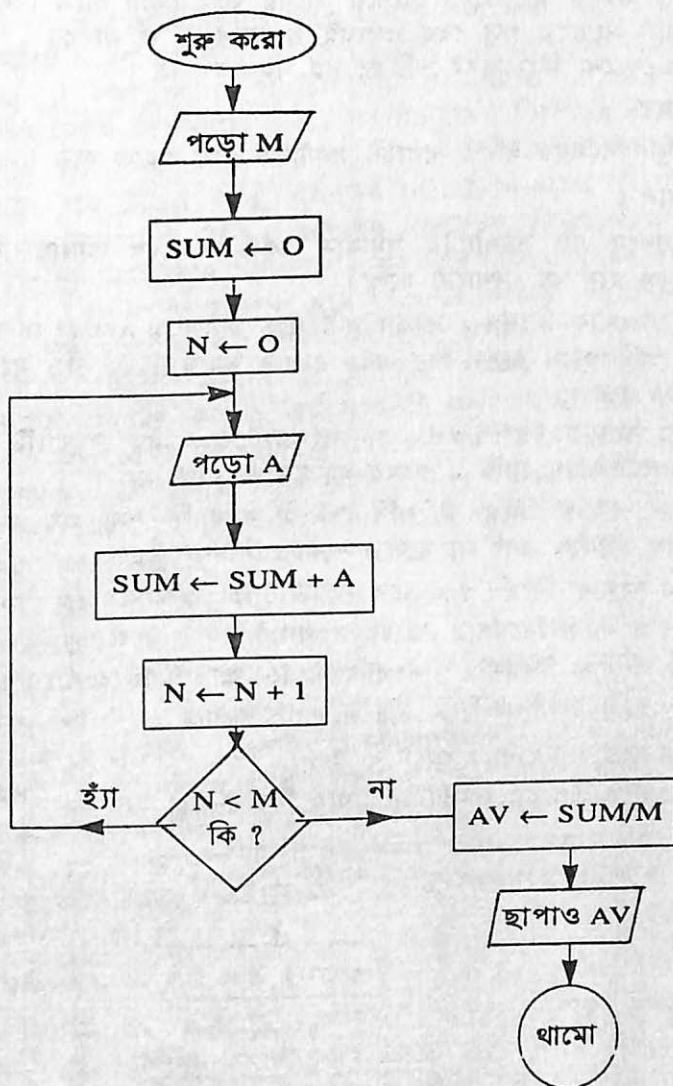 শুরু করো
পড়ো M
SUM ← O
N ← O
পড়ো A
SUM ← SUM + A
N ← N + 1
হ্যাঁ
N < M
কি ?
না
AV ← SUM/M
ছাপাও AV
থামো